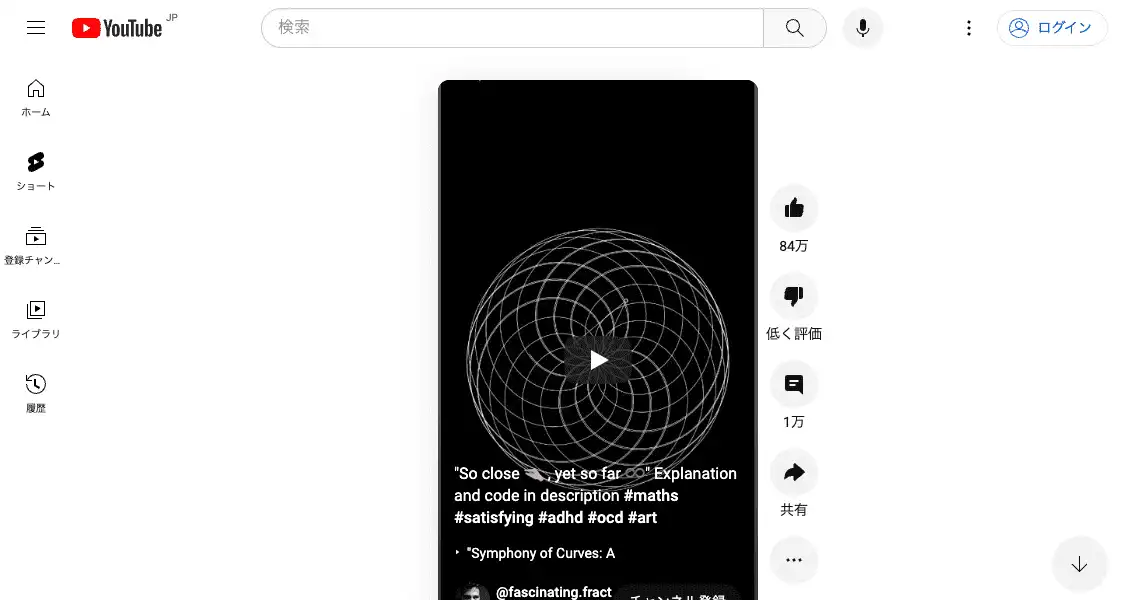 YouTube JP
検索
ログイン
ホーム
ショート
登録チャン...
ライブラリ
履歴
84万
低く評価
1万
共有
"So close 🤏, yet so far ♾️" Explanation
and code in description #maths
#satisfying #adhd #ocd #art
‣ "Symphony of Curves: A
@fascinating.fract
チャンネル登録